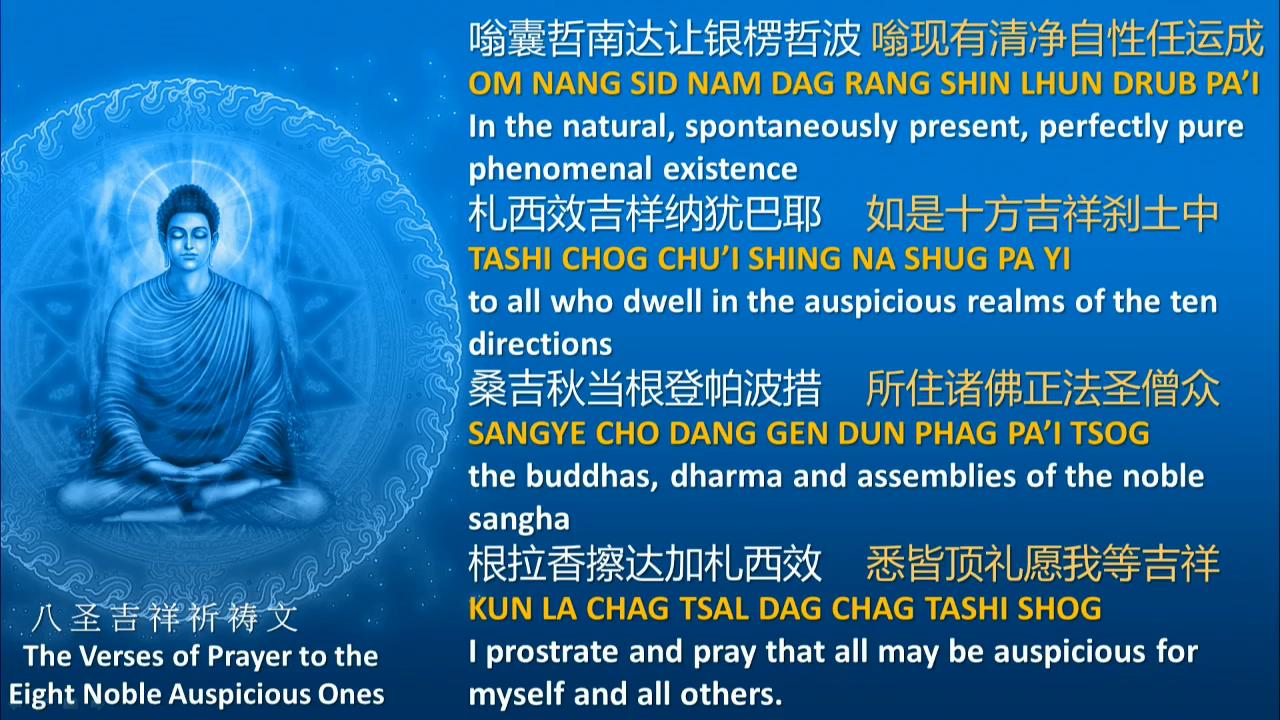 嗡囊哲南达让银楞哲波 嗡现有清净自性任运成
OM NANG SID NAM DAG RANG SHIN LHUN DRUB PA’I
In the natural, spontaneously present, perfectly pure
phenomenal existence
札西效吉样纳犹巴耶 如是十方吉祥刹土中
TASHI CHOG CHU’I SHING NA SHUG PA YI
to all who dwell in the auspicious realms of the ten
directions
桑吉秋当根登帕波措 所住诸佛正法圣僧众
SANGYE CHO DANG GEN DUN PHAG PA’I TSOG
the buddhas, dharma and assemblies of the noble
sangha
根拉香擦达加札西效 悉皆顶礼愿我等吉祥
KUN LA CHAG TSAL DAG CHAG TASHI SHOG
I prostrate and pray that all may be auspicious for
myself and all others.
八圣吉祥祈祷文
The Verses of Prayer to the
Eight Noble Auspicious Ones